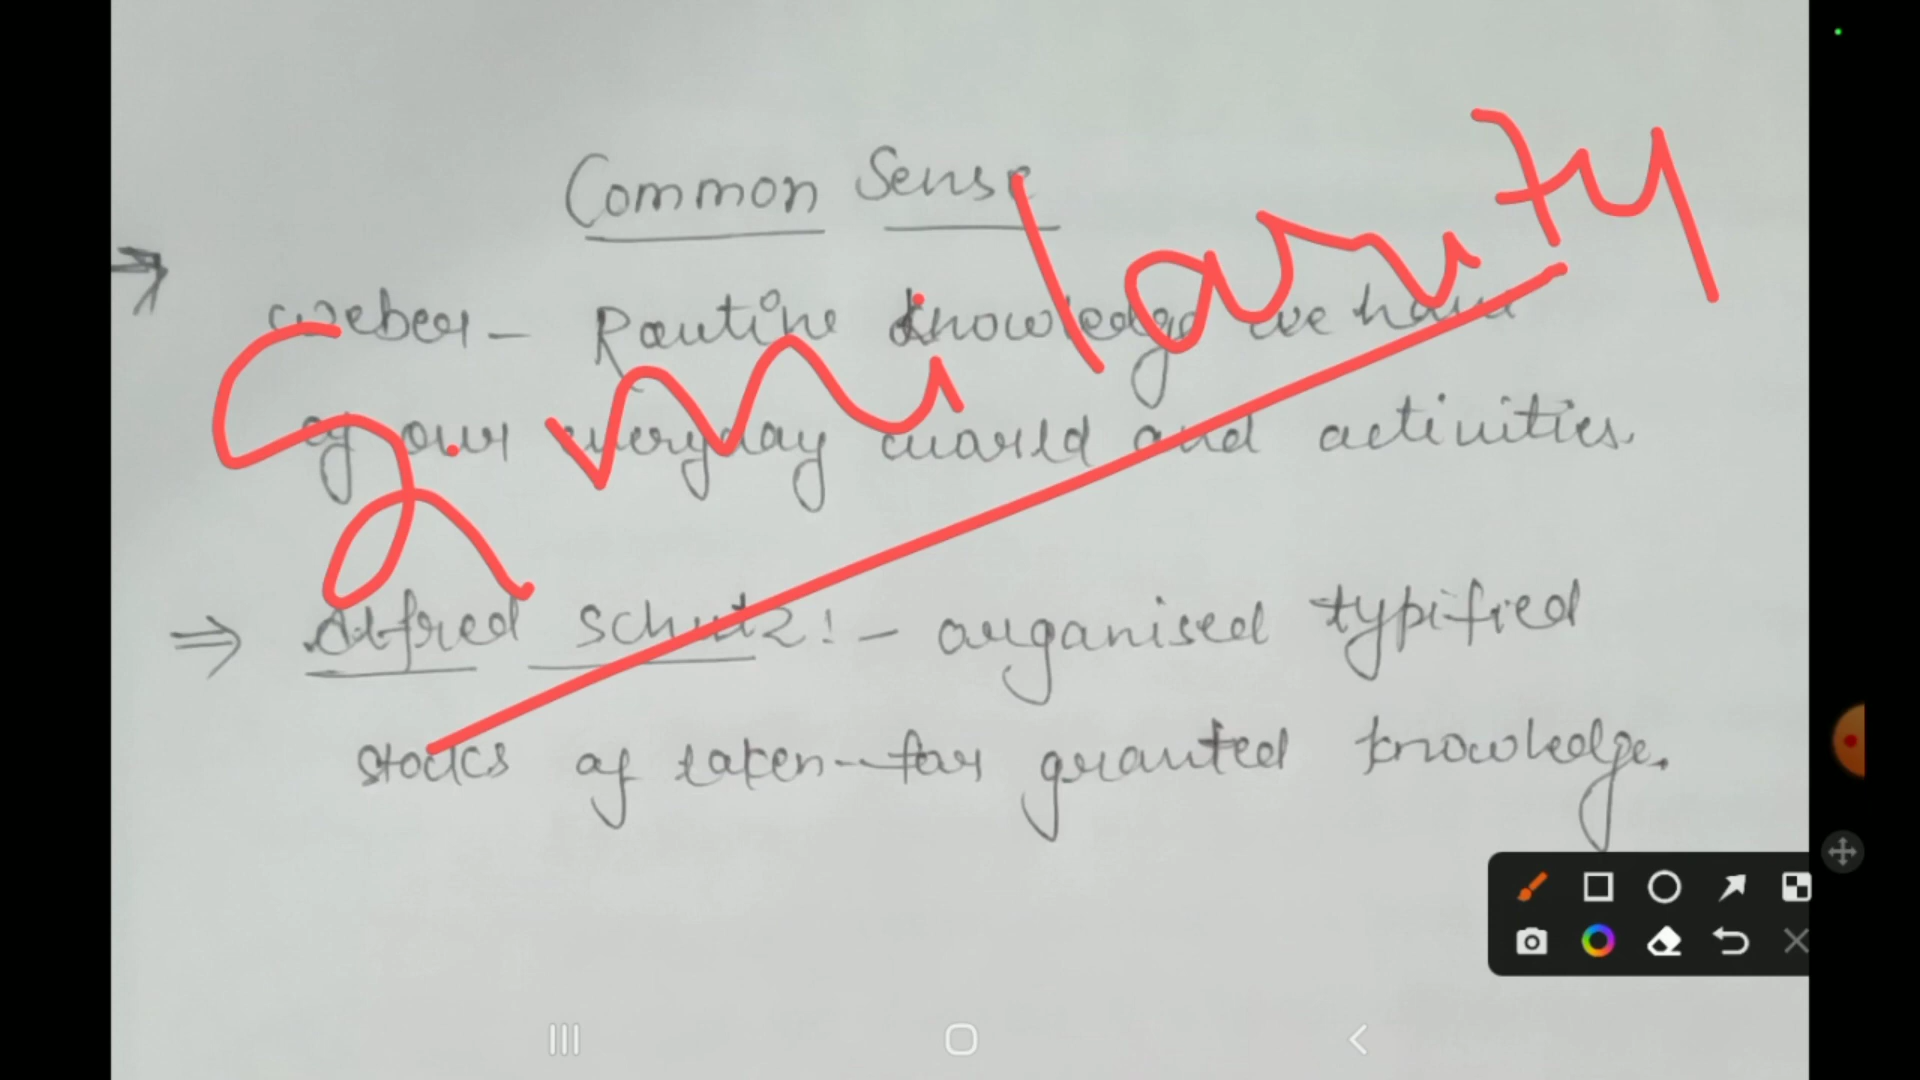 Common Sense
Weber - Routine knowledge we have
of our everyday world and activities.
Alfred Schutz:- organised typified
stocks of taken-for granted knowledge.
Similarity